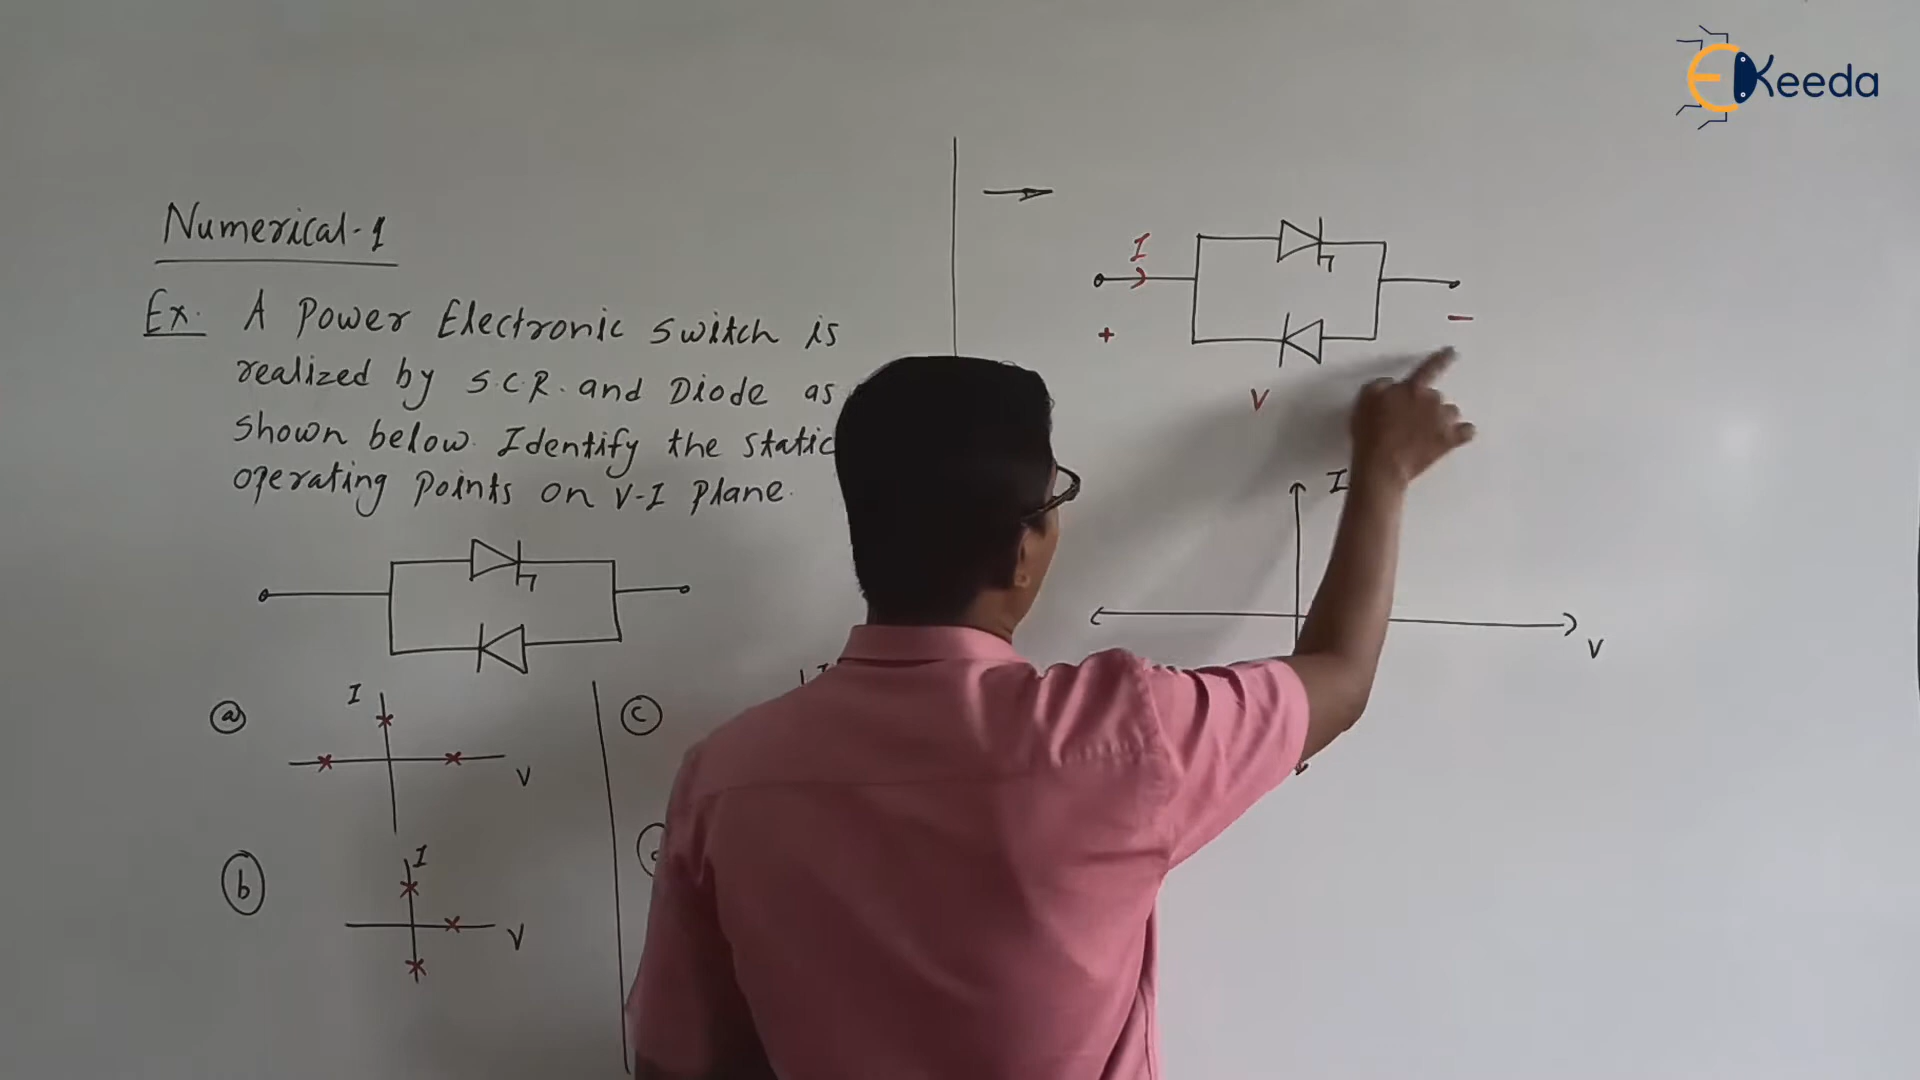 EKeeda
Numerical-1
Ex. A Power Electronic Switch is
realized by S.C.R. and Diode as
shown below. Identify the static
operating points on V-I plane.
a
I
V
b
I
V
c
I
+
-
V
I
V